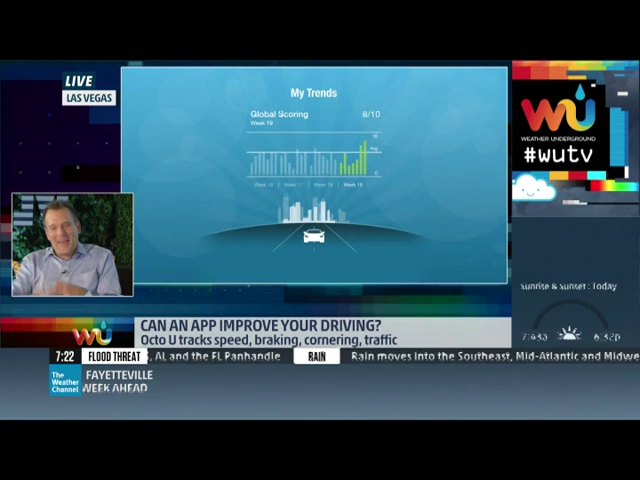 LIVE
LAS VEGAS
My Trends
Global Scoring 8/10
Week 19
WU
WEATHER UNDERGROUND
#wutv
Sunrise & Sunset: Today
WU
CAN AN APP IMPROVE YOUR DRIVING?
Octo U tracks speed, braking, cornering, traffic
7:22 FLOOD THREAT AL and the FL Panhandle RAIN Rain moves into the Southeast, Mid-Atlantic and Midwe
The Weather Channel
FAYETTEVILLE
WEEK AHEAD